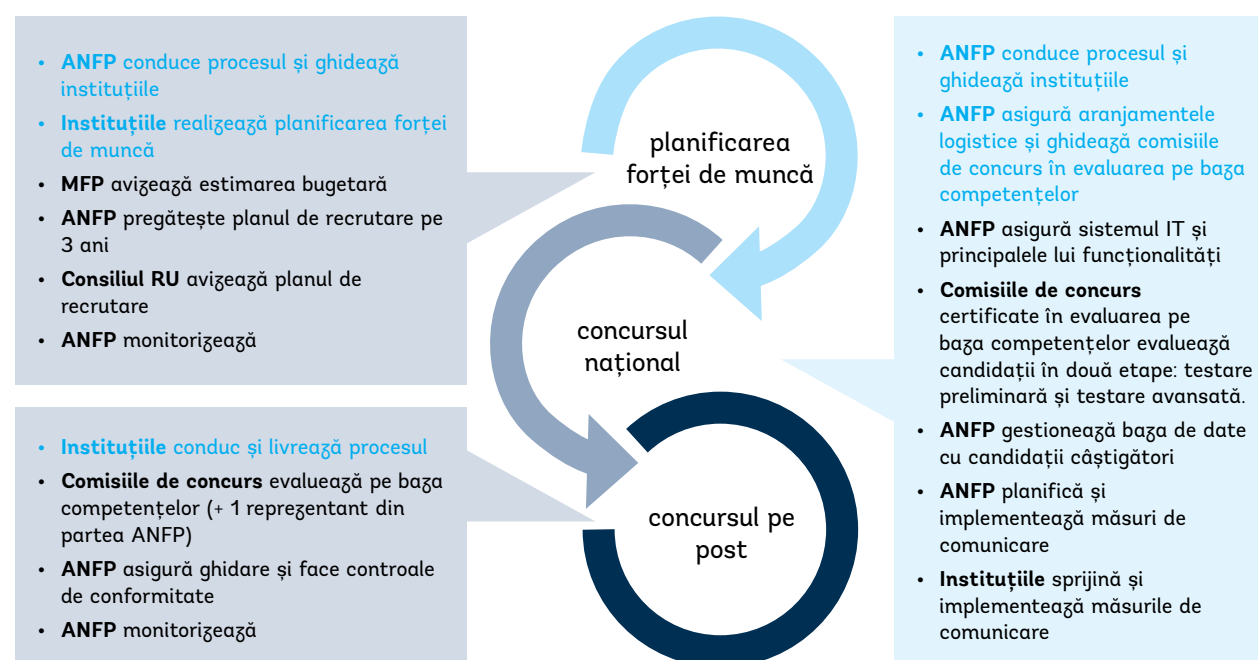 • ANFP conduce procesul și ghidează
instituțiile
• Instituțiile realizează planificarea forței
de muncă
• MFP avizează estimarea bugetară
• ANFP pregătește planul de recrutare pe
3 ani
• Consiliul RU avizează planul de
recrutare
• ANFP monitorizează
planificarea
forței de muncă
concursul
național
concursul pe
post
• Instituțiile conduc și livrează procesul
• Comisiile de concurs evaluează pe baza
competențelor (+ 1 reprezentant din
partea ANFP)
• ANFP asigură ghidare și face controale
de conformitate
• ANFP monitorizează
• ANFP conduce procesul și
ghidează instituțiile
• ANFP asigură aranjamentele
logistice și ghidează comisiile
de concurs în evaluarea pe baza
competențelor
• ANFP asigură sistemul IT și
principalele lui funcționalități
• Comisiile de concurs
certificate în evaluarea pe
baza competențelor evaluează
candidații în două etape: testare
preliminară și testare avansată.
• ANFP gestionează baza de date
cu candidații câștigători
• ANFP planifică și
implementează măsuri de
comunicare
• Instituțiile sprijină și
implementează măsurile de
comunicare